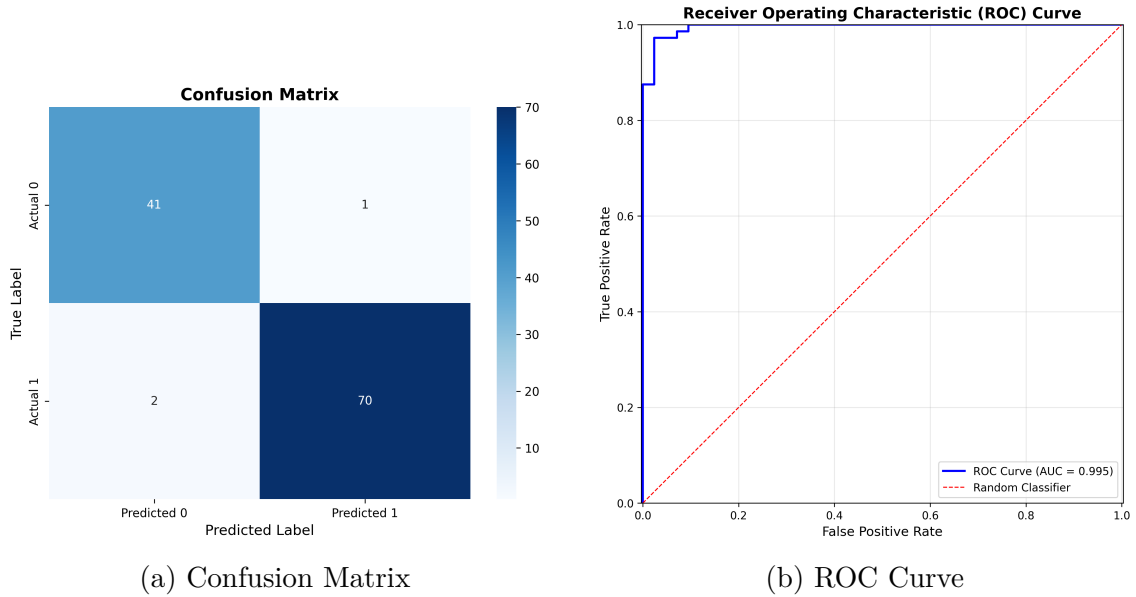 Confusion Matrix
Actual 0
Actual 1
True Label
41
1
2
70
Predicted 0
Predicted 1
Predicted Label
70
60
50
40
30
20
10
(a) Confusion Matrix
Receiver Operating Characteristic (ROC) Curve
True Positive Rate
1.0
0.8
0.6
0.4
0.2
0.0
0.0
0.2
0.4
0.6
0.8
1.0
False Positive Rate
ROC Curve (AUC = 0.995)
Random Classifier
(b) ROC Curve